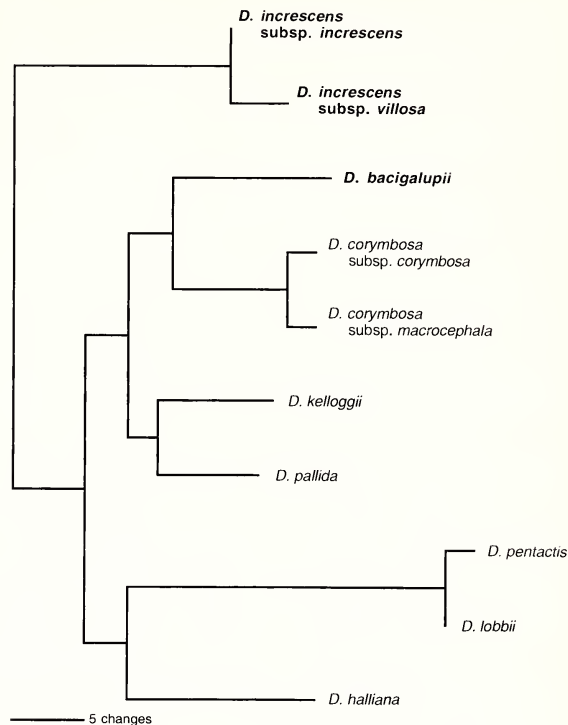 D. increscens
subsp. increscens
D. increscens
subsp. villosa
D. bacigalupii
D. corymbosa
subsp. corymbosa
D. corymbosa
subsp. macrocephala
D. kelloggii
D. pallida
D. pentactis
D. lobbii
D. halliana
5 changes